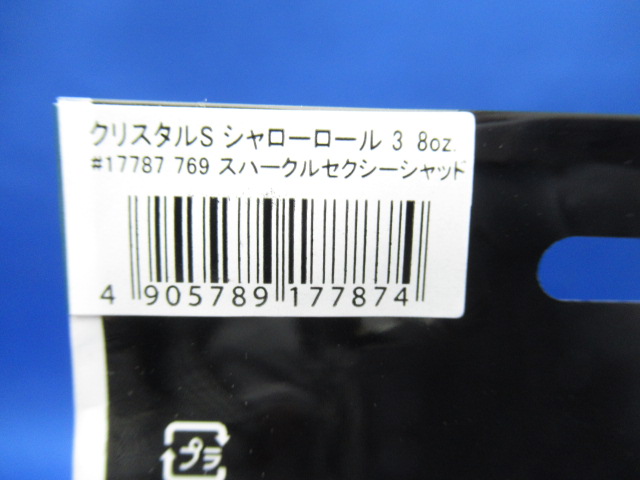 クリスタルS シャローロール 3 8oz.
#17787 769 スハークルセクシーシャッド
4 905789 177874
プラ